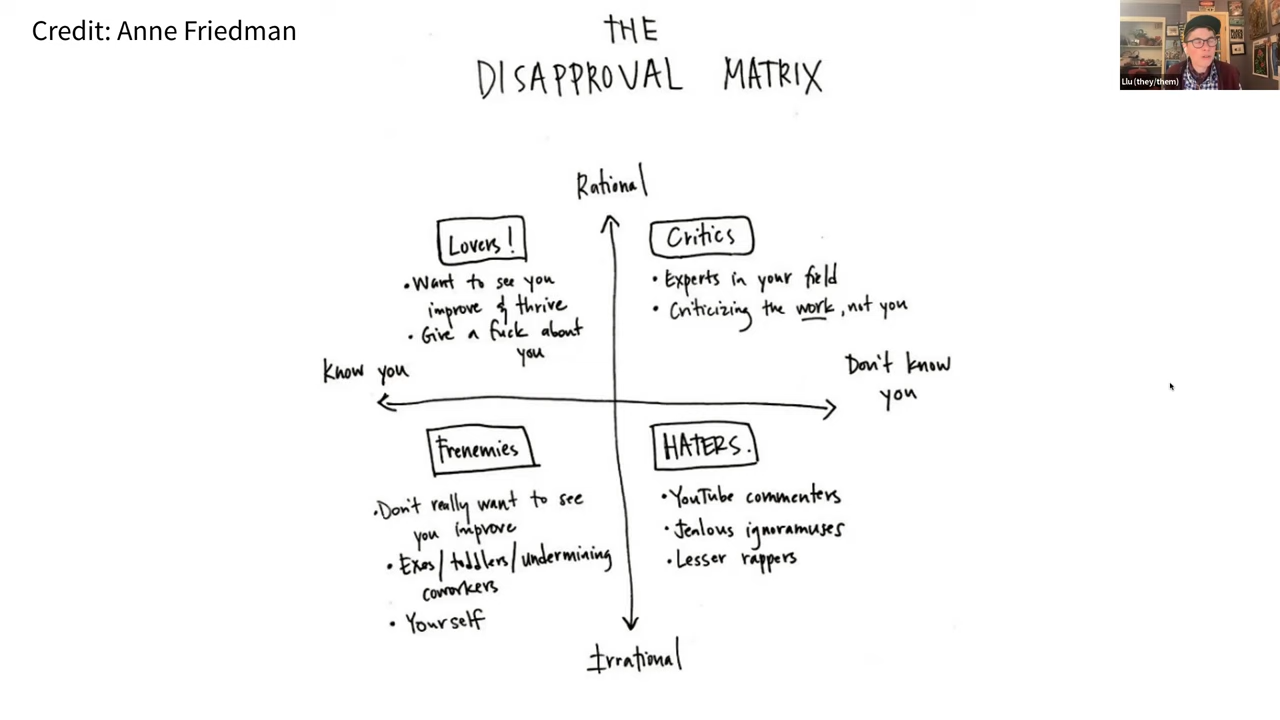 Credit: Anne Friedman
THE
DISAPPROVAL MATRIX
Llu (they/them)
Rational
Lovers!
• Want to see you
improve & thrive
• Give a fuck about
you
Critics
• Experts in your field
• Criticizing the work, not you
Know you
Don't know
you
Frenemies
• Don't really want to see
you improve
• Exes/toddlers/undermining
coworkers
• Yourself
HATERS.
• YouTube commenters
• Jealous ignoramuses
• Lesser rappers
Irrational